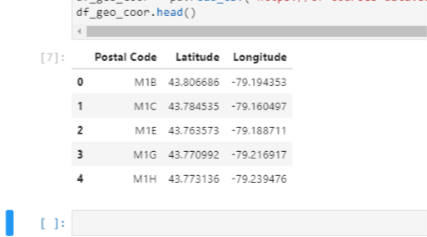 df_geo_coor.head()
[7]:
Postal Code Latitude Longitude
0 M1B 43.806686 -79.194353
1 M1C 43.784535 -79.160497
2 M1E 43.763573 -79.188711
3 M1G 43.770992 -79.216917
4 M1H 43.773136 -79.239476
[ ]: